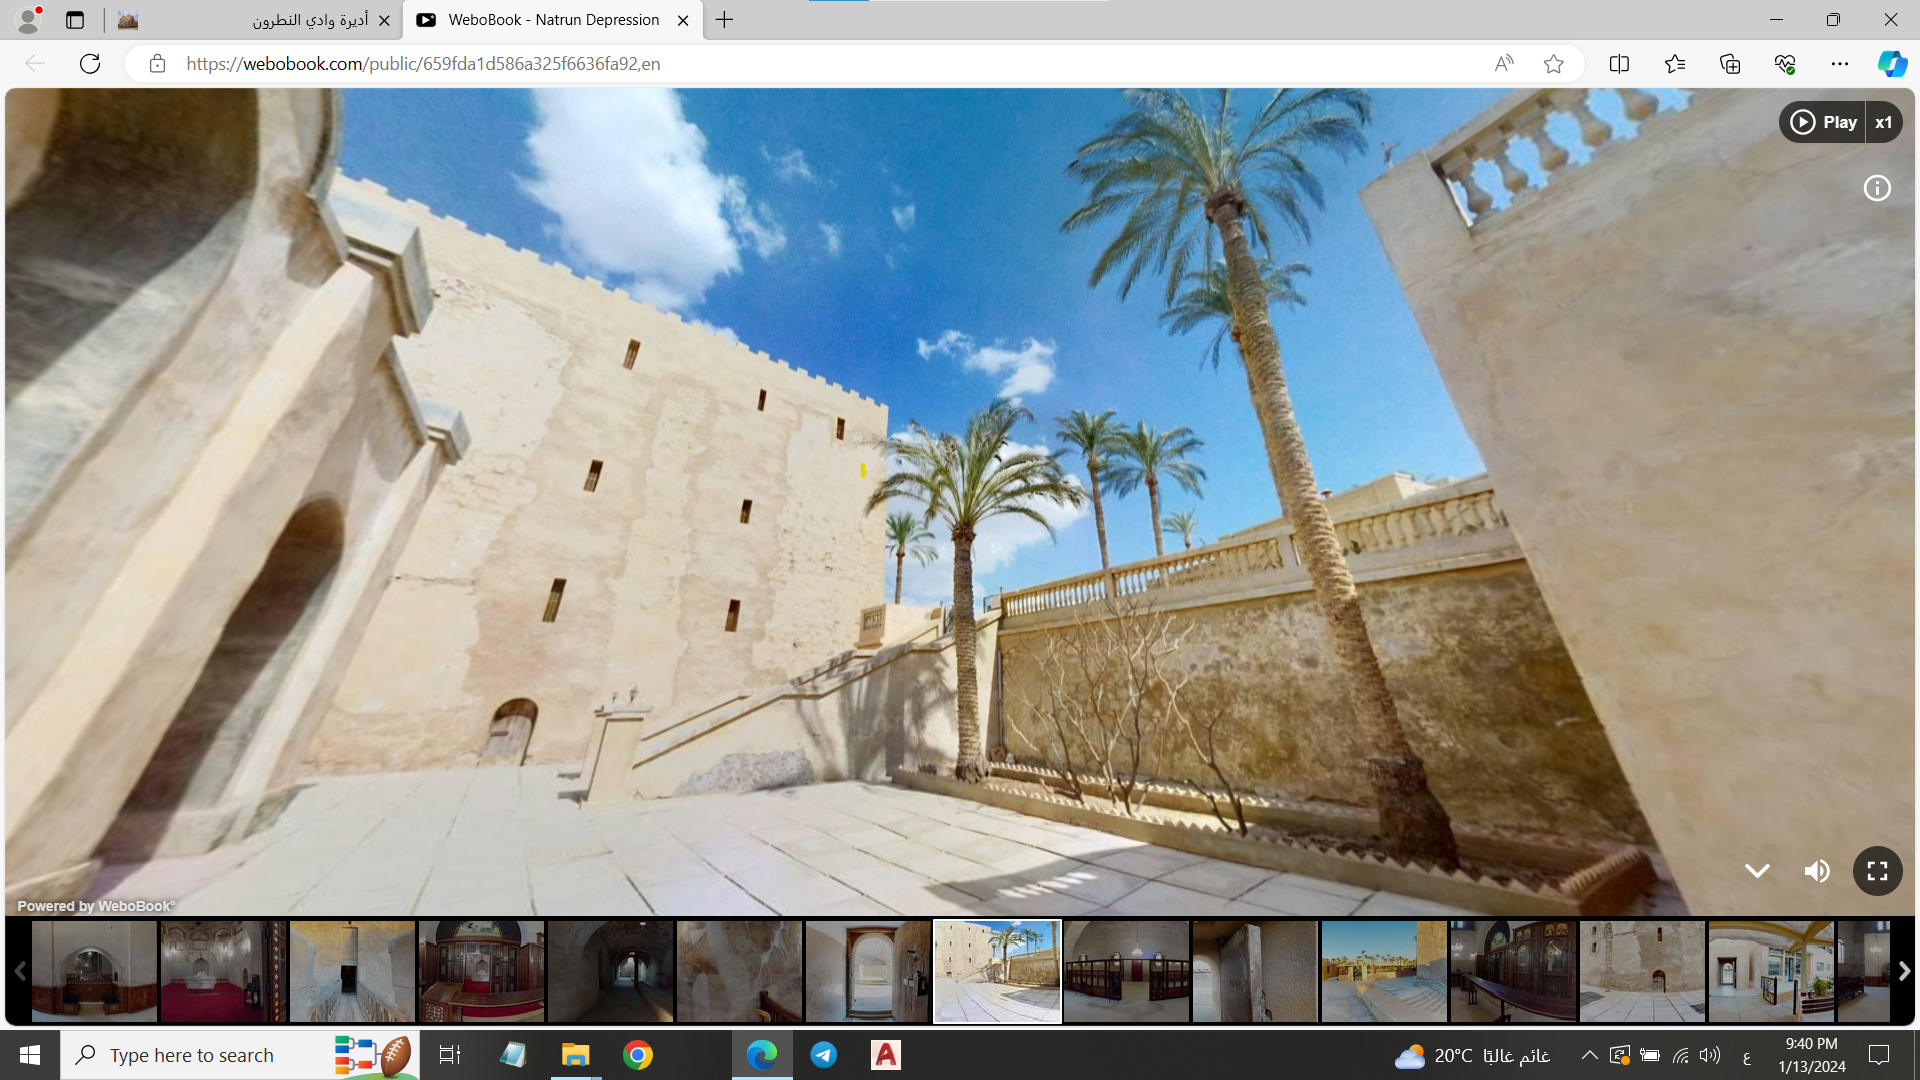 أديرة وادي النطرون
WeboBook - Natrun Depression
https://webobook.com/public/659fda1d586a325f6636fa92,en
Play
x1
Powered by WeboBook®
Type here to search
20°C غائم غالبًا
ع
9:40 PM
1/13/2024